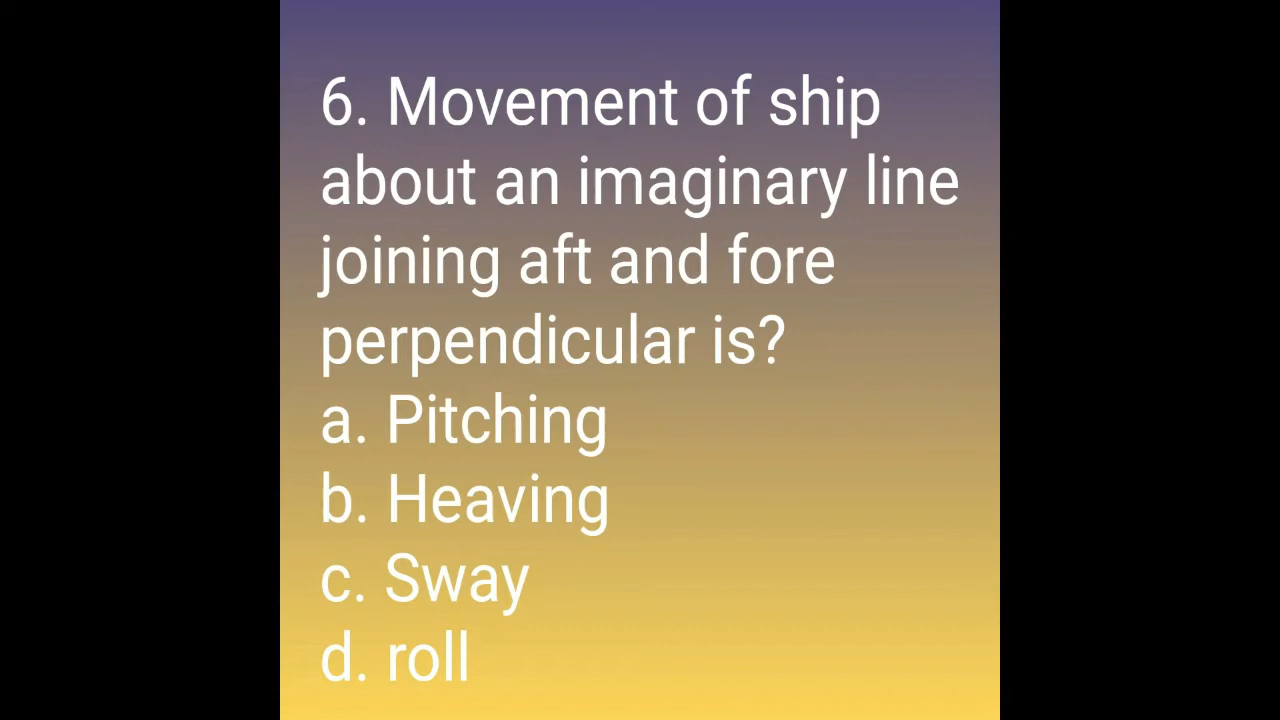 6. Movement of ship
about an imaginary line
joining aft and fore
perpendicular is?
a. Pitching
b. Heaving
c. Sway
d. roll